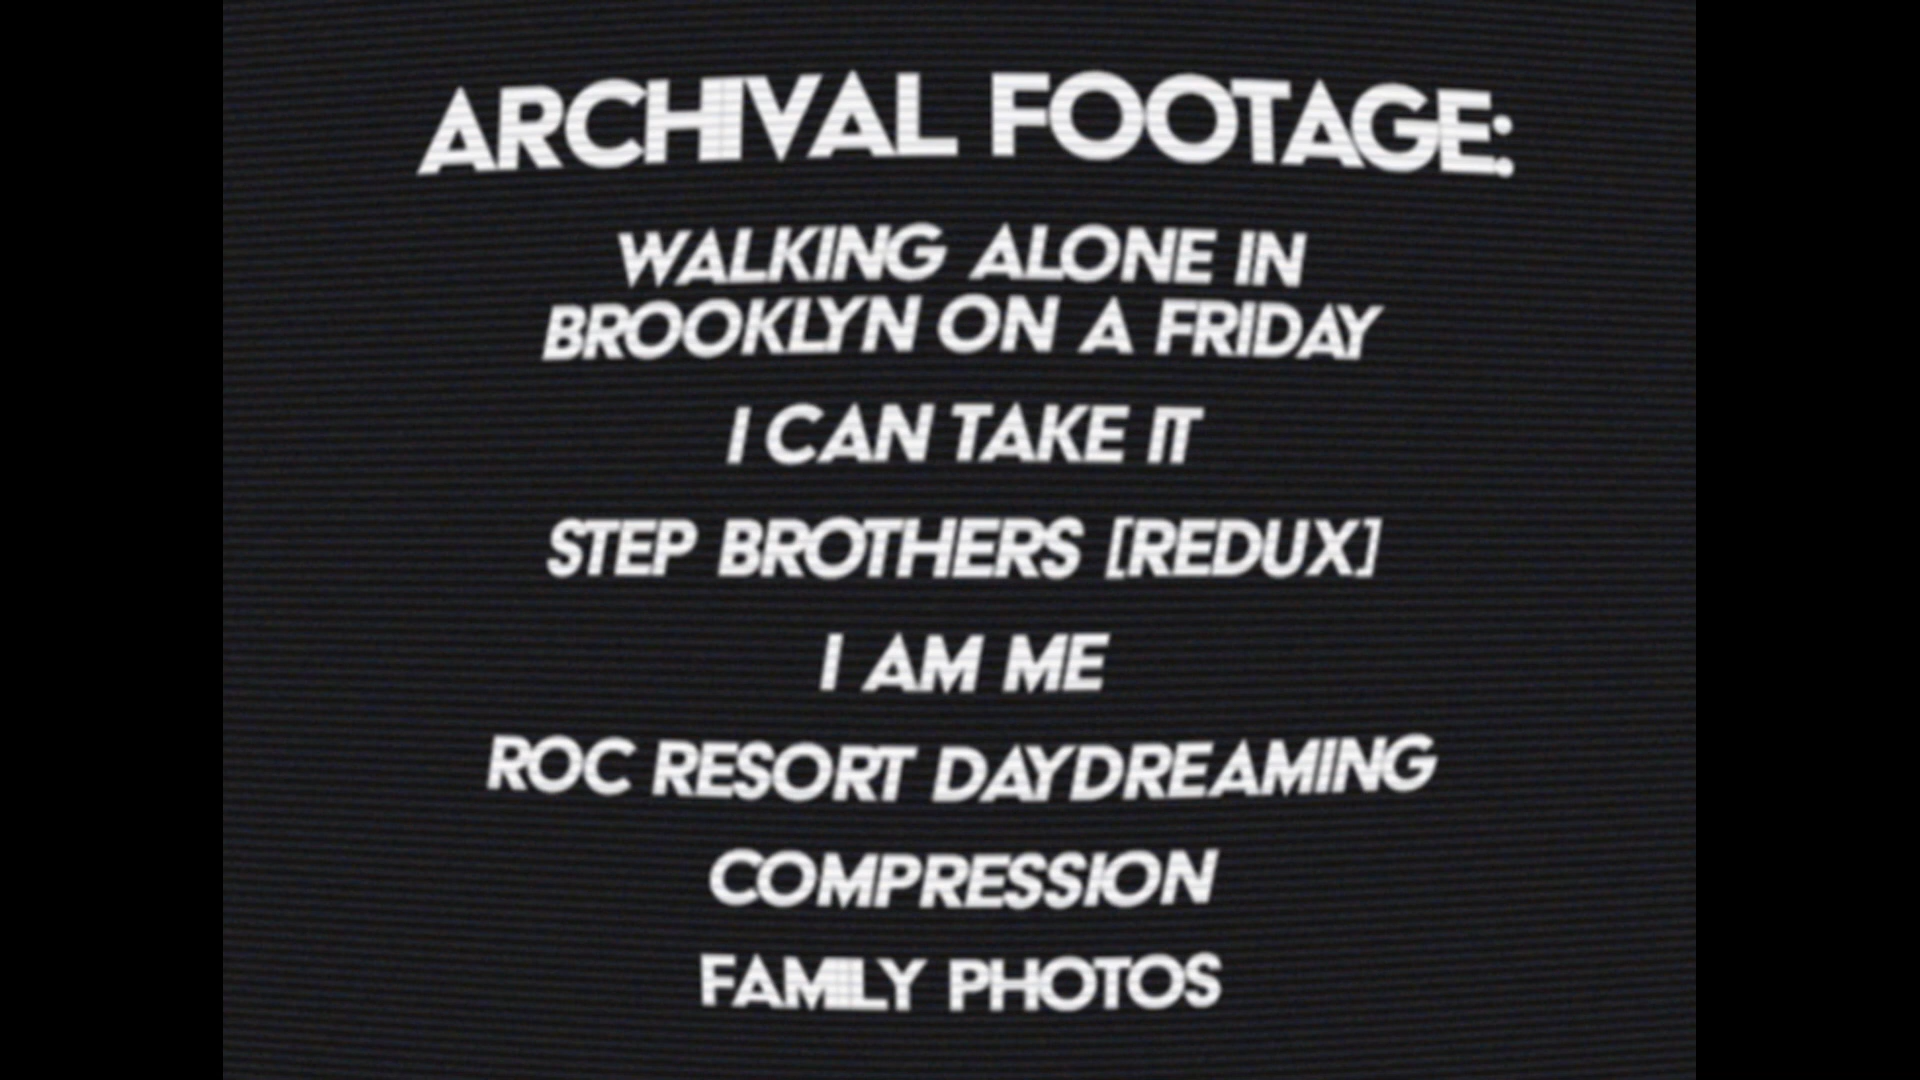 ARCHIVAL FOOTAGE:
WALKING ALONE IN
BROOKLYN ON A FRIDAY
I CAN TAKE IT
STEP BROTHERS [REDUX]
I AM ME
ROC RESORT DAYDREAMING
COMPRESSION
FAMILY PHOTOS